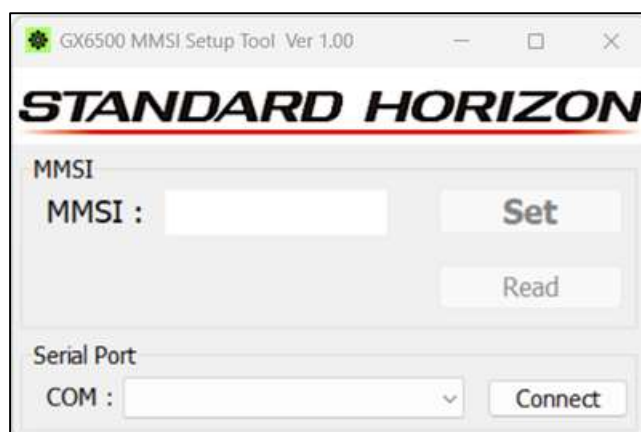 GX6500 MMSI Setup Tool Ver 1.00
STANDARD HORIZON
MMSI
MMSI : Set
Read
Serial Port
COM : Connect